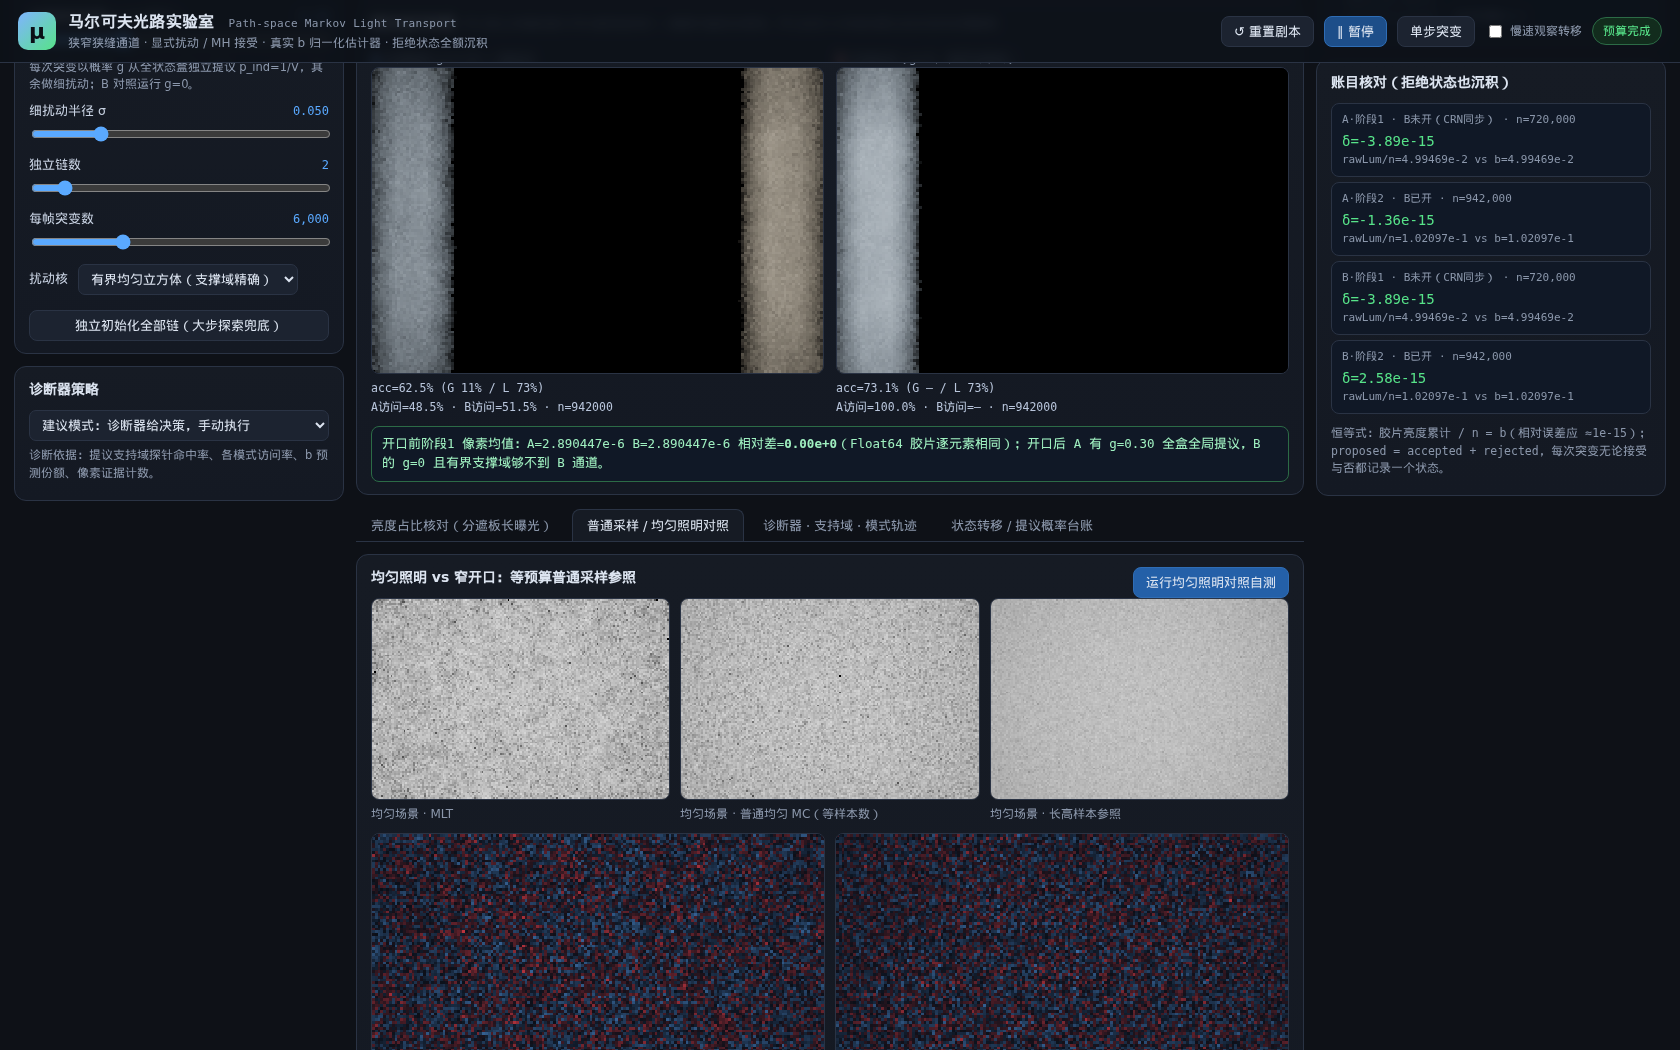 μ
马尔可夫光路实验室 Path-space Markov Light Transport
狭窄狭缝通道 · 显式扰动 / MH 接受 · 真实 b 归一化估计器 · 拒绝状态全额沉积
↺ 重置剧本
‖ 暂停
单步突变
慢速观察转移
预算完成
每次突变以概率 g 从全状态盒独立提议 p_ind=1/V，其
余做细扰动；B 对照运行 g=0。
细扰动半径 σ 0.050
独立链数 2
每帧突变数 6,000
扰动核 有界均匀立方体（支撑域精确）
独立初始化全部链（大步探索兜底）
诊断器策略
建议模式：诊断器给决策，手动执行
诊断依据：提议支持域探针命中率、各模式访问率、b 预
测份额、像素证据计数。
acc=62.5% (G 11% / L 73%)
A访问=48.5% · B访问=51.5% · n=942000
acc=73.1% (G — / L 73%)
A访问=100.0% · B访问=— · n=942000
开口前阶段1 像素均值: A=2.890447e-6 B=2.890447e-6 相对差=0.00e+0（Float64 胶片逐元素相同）；开口后 A 有 g=0.30 全盒全局提议，B
的 g=0 且有界支撑域够不到 B 通道。
亮度占比核对（分遮板长曝光）
普通采样 / 均匀照明对照
诊断器 · 支持域 · 模式轨迹
状态转移 / 提议概率台账
均匀照明 vs 窄开口：等预算普通采样参照
运行均匀照明对照自测
均匀场景 · MLT
均匀场景 · 普通均匀 MC（等样本数）
均匀场景 · 长高样本参照
账目核对（拒绝状态也沉积）
A·阶段1 · B未开（CRN同步） · n=720,000
δ=-3.89e-15
rawLum/n=4.99469e-2 vs b=4.99469e-2
A·阶段2 · B已开 · n=942,000
δ=-1.36e-15
rawLum/n=1.02097e-1 vs b=1.02097e-1
B·阶段1 · B未开（CRN同步） · n=720,000
δ=-3.89e-15
rawLum/n=4.99469e-2 vs b=4.99469e-2
B·阶段2 · B已开 · n=942,000
δ=2.58e-15
rawLum/n=1.02097e-1 vs b=1.02097e-1
恒等式：胶片亮度累计 / n = b（相对误差应 ≈1e-15）；
proposed = accepted + rejected，每次突变无论接受
与否都记录一个状态。